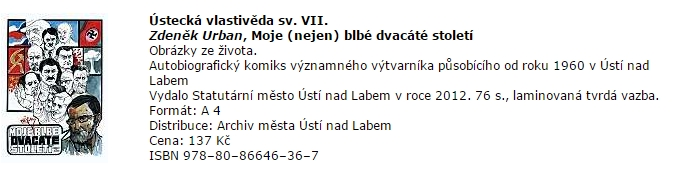 Ústecká vlastivěda sv. VII.
Zdeněk Urban, Moje (nejen) blbé dvacáté století
Obrázky ze života.
Autobiografický komiks významného výtvarníka působícího od roku 1960 v Ústí nad
Labem
Vydalo Statutární město Ústí nad Labem v roce 2012. 76 s., laminovaná tvrdá vazba.
Formát: A 4
Distribuce: Archiv města Ústí nad Labem
Cena: 137 Kč
ISBN 978–80–86646–36–7
MOJE BLBÉ
DVACÁTÉ
STOLETÍ